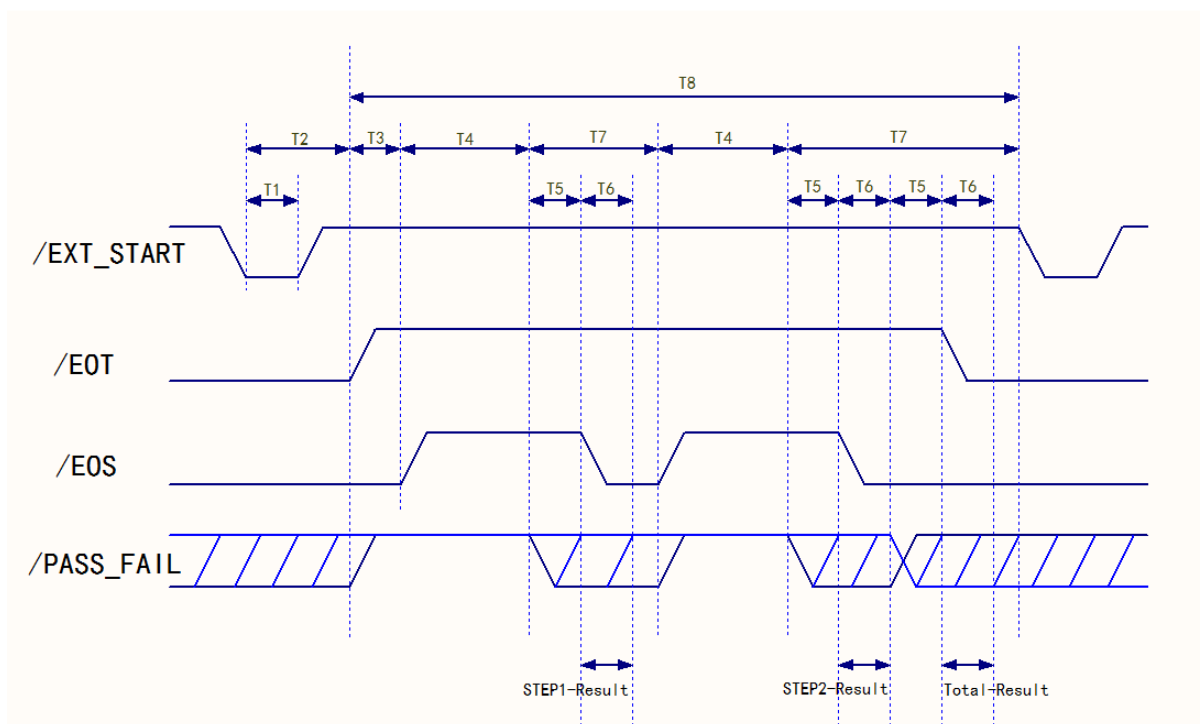 T8
T2 T3 T4 T7 T4 T7
T1 T5 T6 T5 T6 T5 T6
/EXT_START
/EOT
/EOS
/PASS_FAIL
STEP1-Result STEP2-Result Total-Result